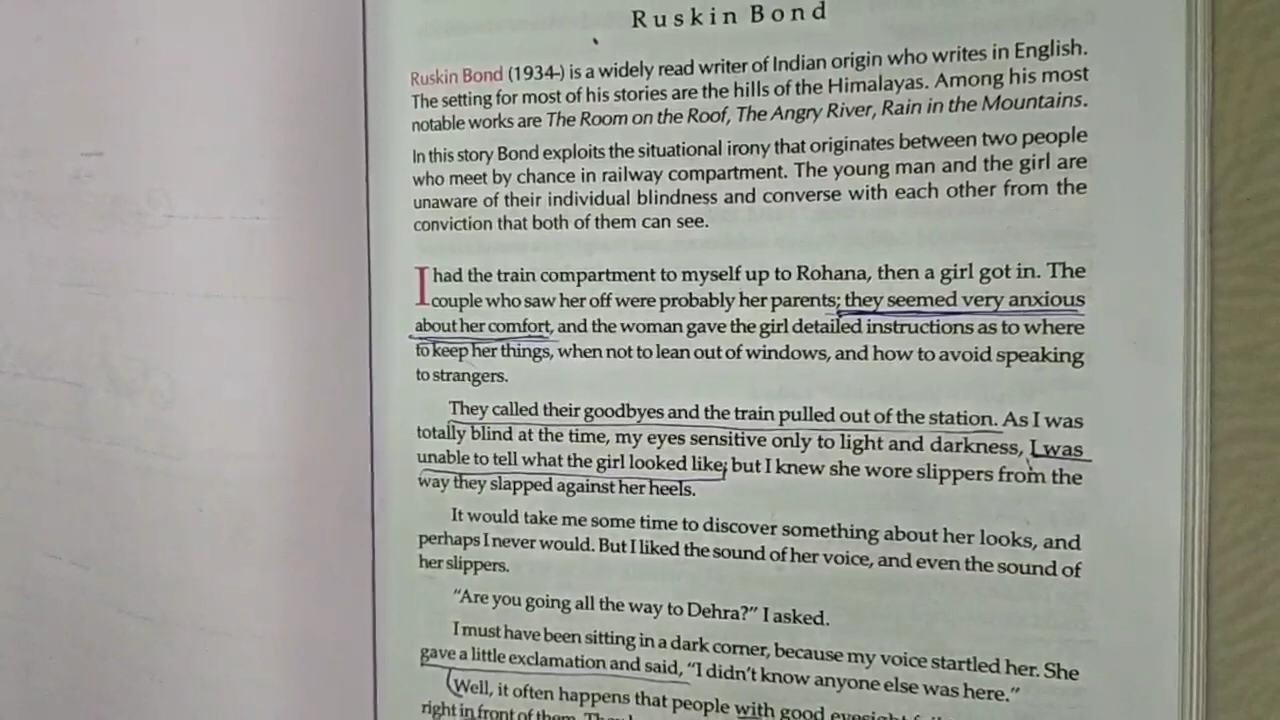 Ruskin Bond
Ruskin Bond (1934-) is a widely read writer of Indian origin who writes in English.
The setting for most of his stories are the hills of the Himalayas. Among his most
notable works are The Room on the Roof, The Angry River, Rain in the Mountains.
In this story Bond exploits the situational irony that originates between two people
who meet by chance in railway compartment. The young man and the girl are
unaware of their individual blindness and converse with each other from the
conviction that both of them can see.
I had the train compartment to myself up to Rohana, then a girl got in. The
couple who saw her off were probably her parents; they seemed very anxious
about her comfort, and the woman gave the girl detailed instructions as to where
to keep her things, when not to lean out of windows, and how to avoid speaking
to strangers.
They called their goodbyes and the train pulled out of the station. As I was
totally blind at the time, my eyes sensitive only to light and darkness, I was
unable to tell what the girl looked like; but I knew she wore slippers from the
way they slapped against her heels.
It would take me some time to discover something about her looks, and
perhaps I never would. But I liked the sound of her voice, and even the sound of
her slippers.
"Are you going all the way to Dehra?" I asked.
I must have been sitting in a dark corner, because my voice startled her. She
gave a little exclamation and said, "I didn't know anyone else was here."
Well, it often happens that people with good eyesight
right in front of them.